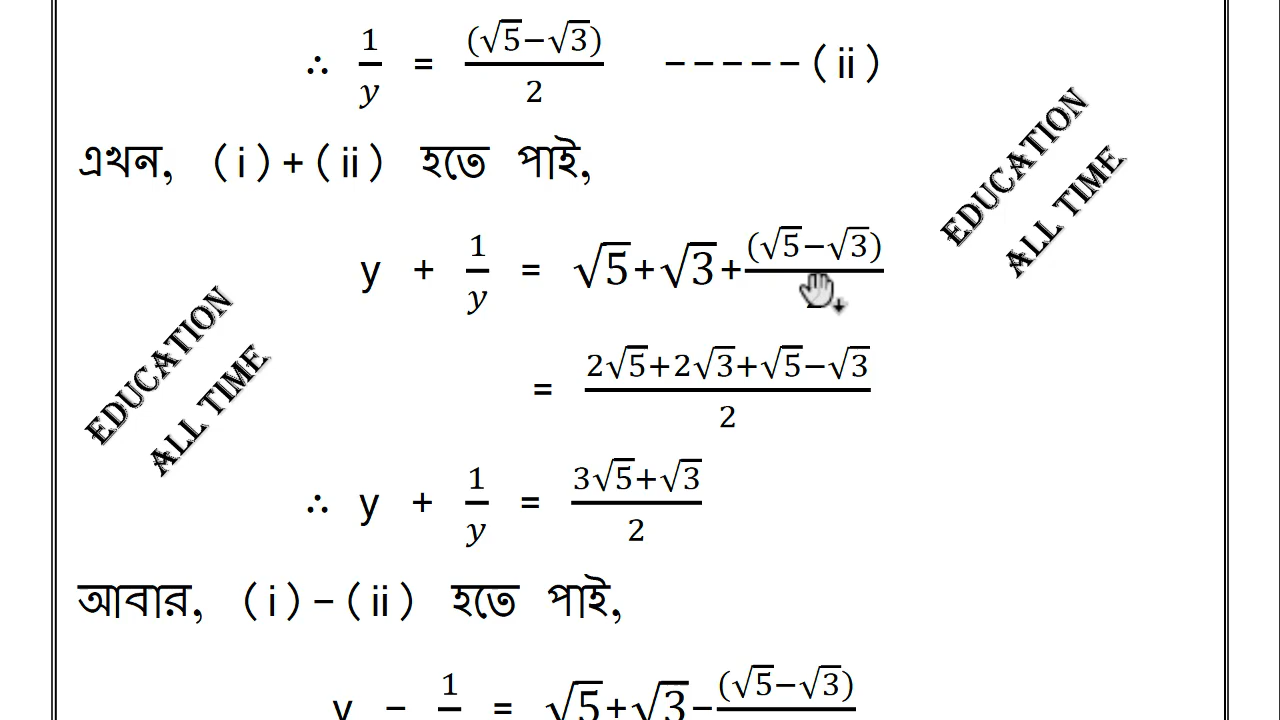 ∴ 1/y = (√5−√3)/2 -----(ii)
এখন, (i)+(ii) হতে পাই,
y + 1/y = √5+√3+(√5−√3)/
= 2√5+2√3+√5−√3/2
∴ y + 1/y = 3√5+√3/2
আবার, (i)-(ii) হতে পাই,
y - 1/ = √5+√3−(√5−√3)/
EDUCATION
ALL TIME
EDUCATION
ALL TIME